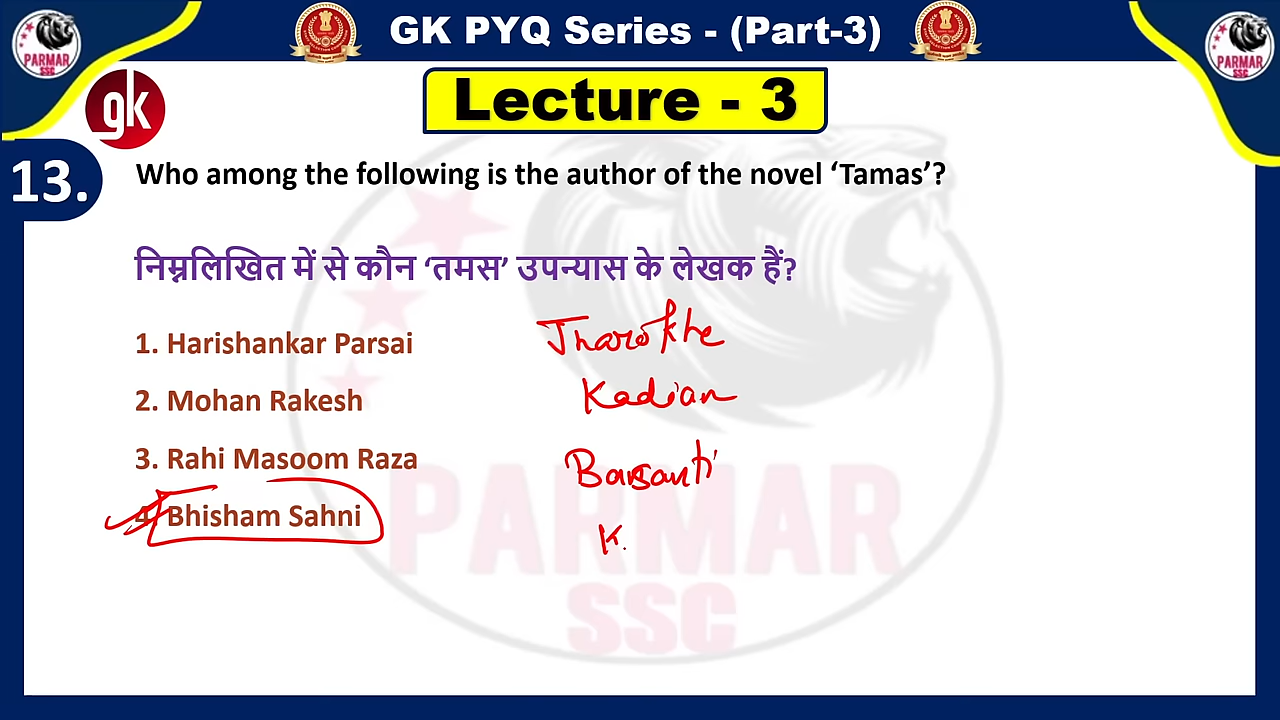 GK PYQ Series - (Part-3)
PARMAR
SSC
PARMAR
SSC
gk
Lecture - 3
13.
Who among the following is the author of the novel ‘Tamas’?
निम्नलिखित में से कौन ‘तमस’ उपन्यास के लेखक हैं?
1. Harishankar Parsai
2. Mohan Rakesh
3. Rahi Masoom Raza
4. Bhisham Sahni
Jharokhe
Kadian
Basanti
K.
PARMAR
SSC